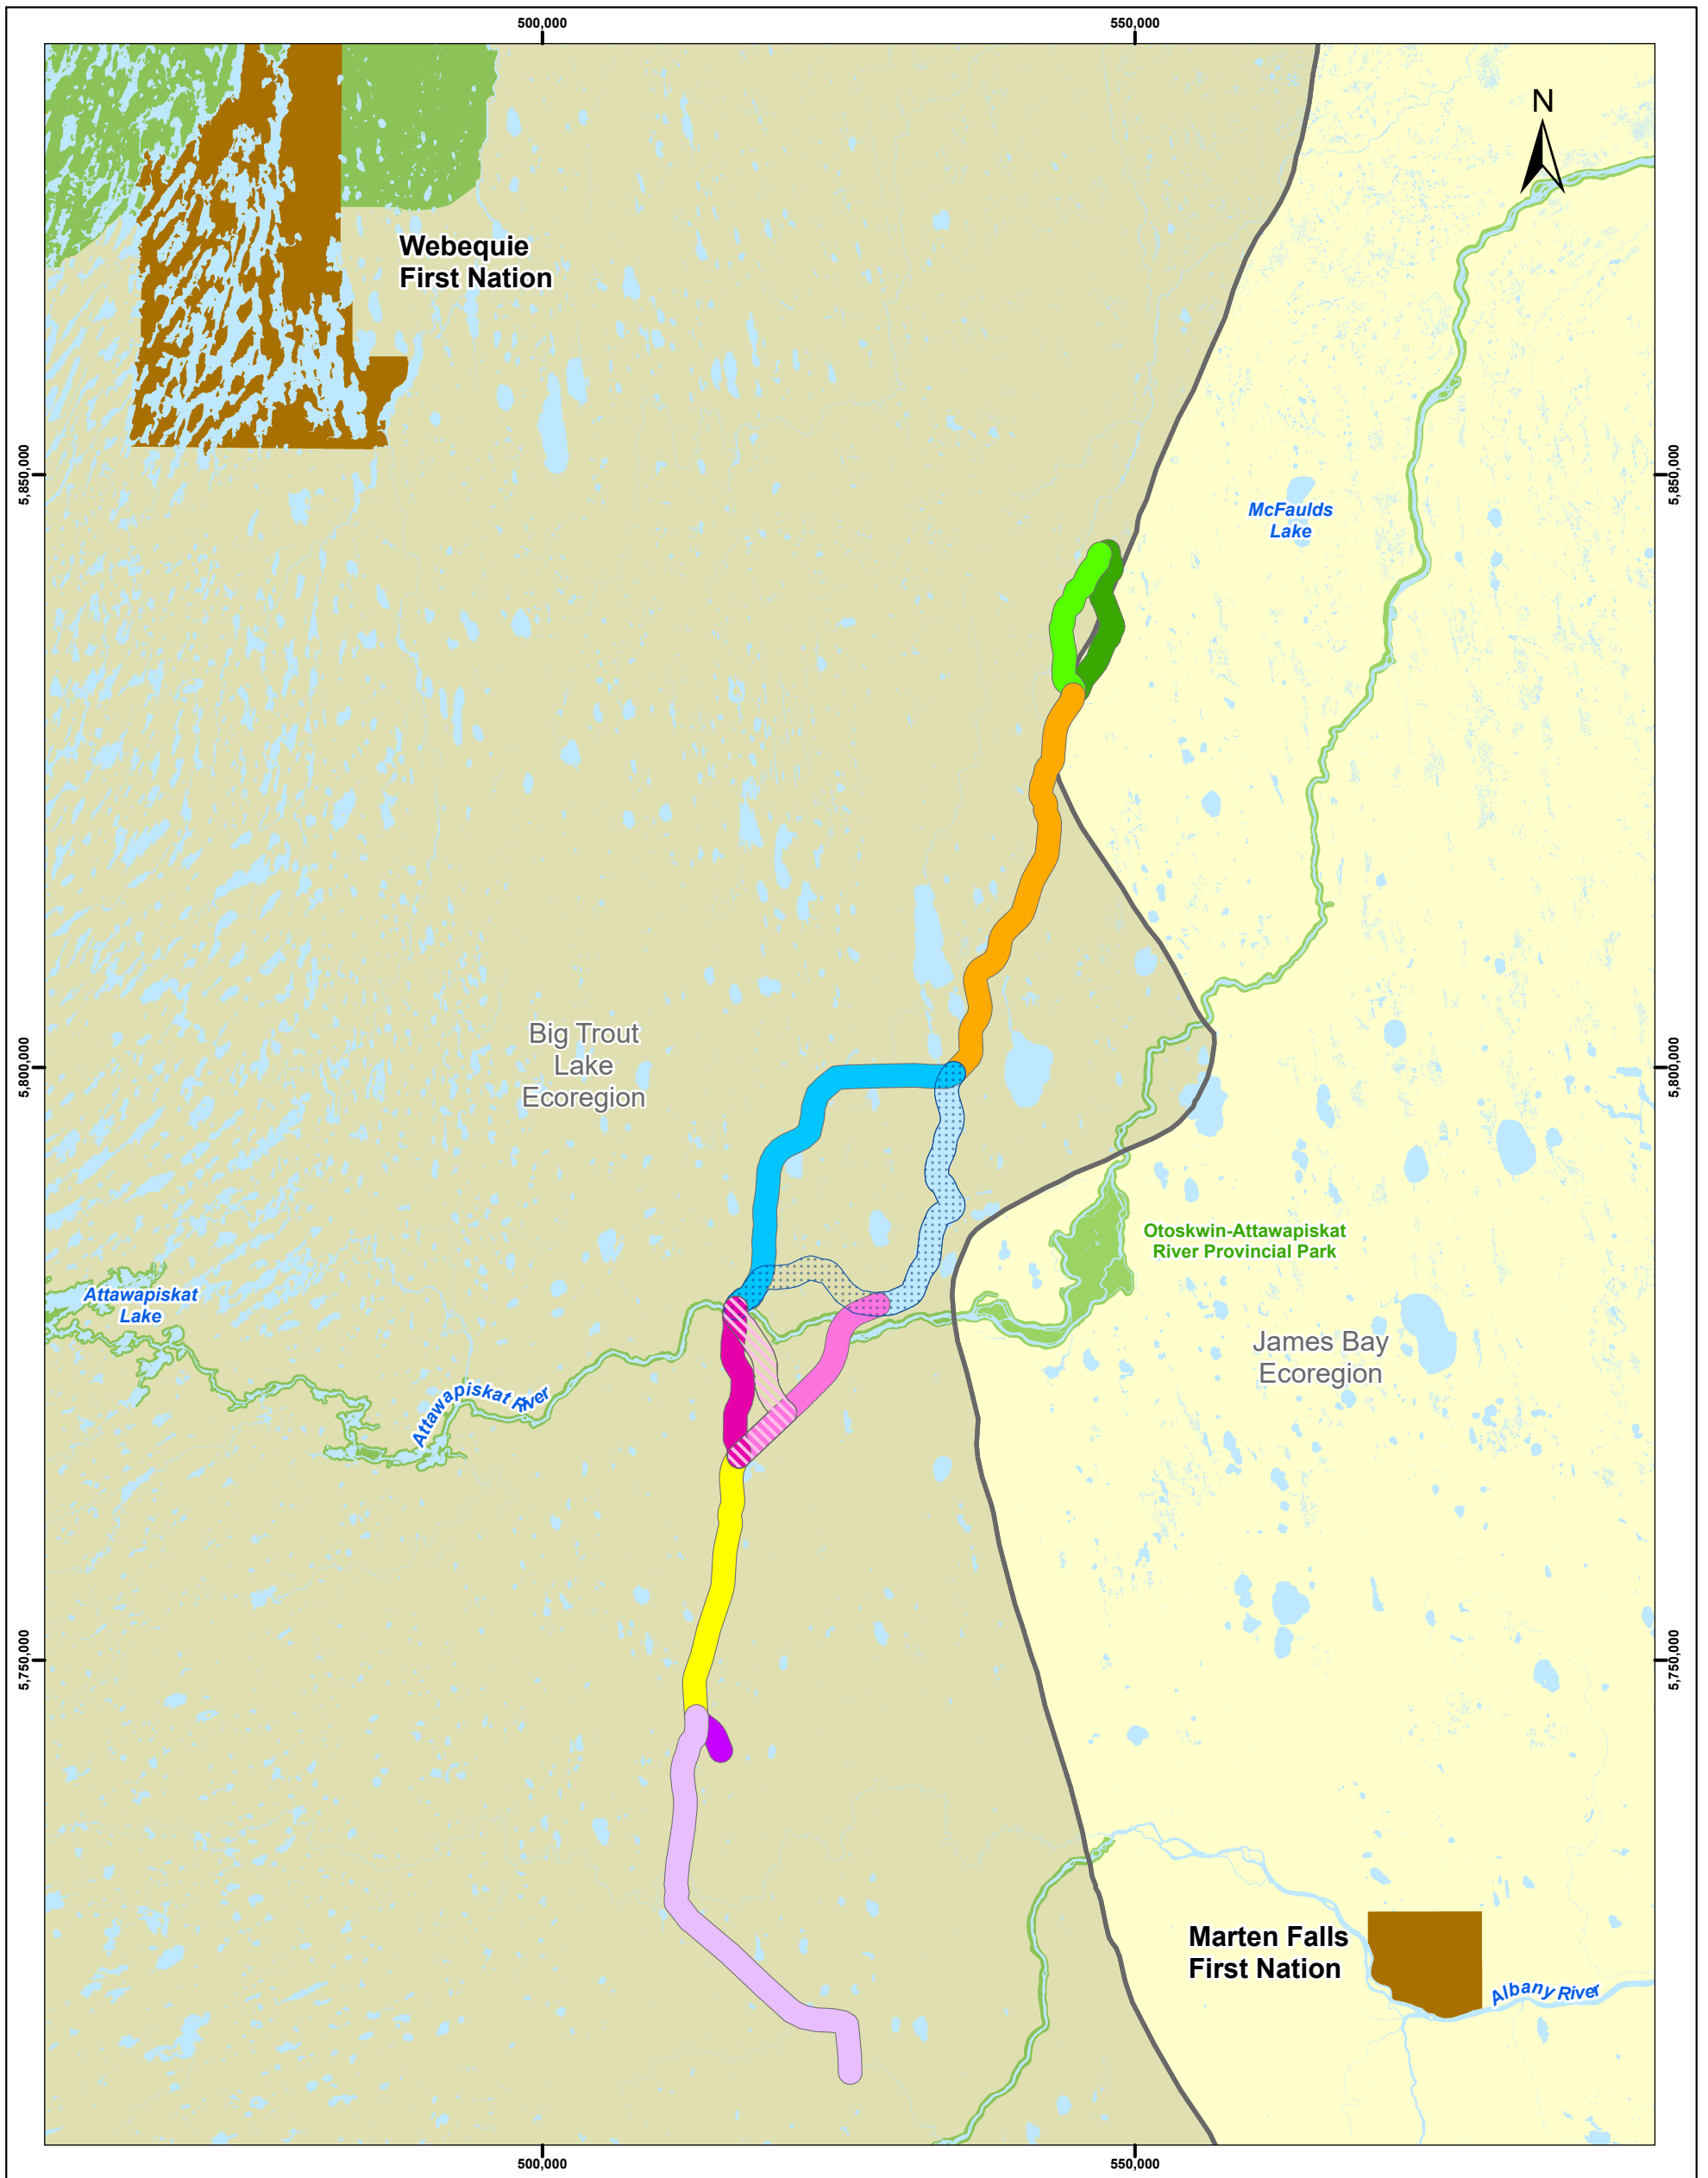 500,000
550,000
N
Webequie
First Nation
5,850,000
5,850,000
McFaulds
Lake
Big Trout
Lake
Ecoregion
5,800,000
5,800,000
Otoskwin-Attawapiskat
River Provincial Park
Attawapiskat
Lake
James Bay
Ecoregion
Attawapiskat River
5,750,000
5,750,000
Marten Falls
First Nation
Albany River
500,000
550,000